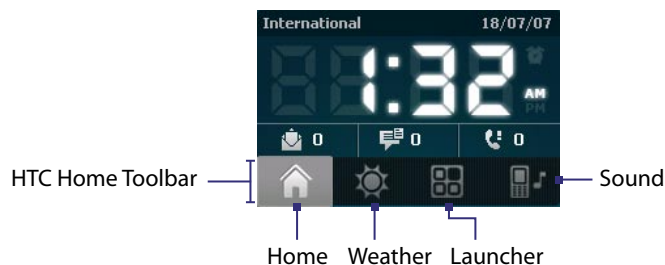 International 18/07/07
1:32 AM
PM
0 0 0
HTC Home Toolbar Sound
Home Weather Launcher